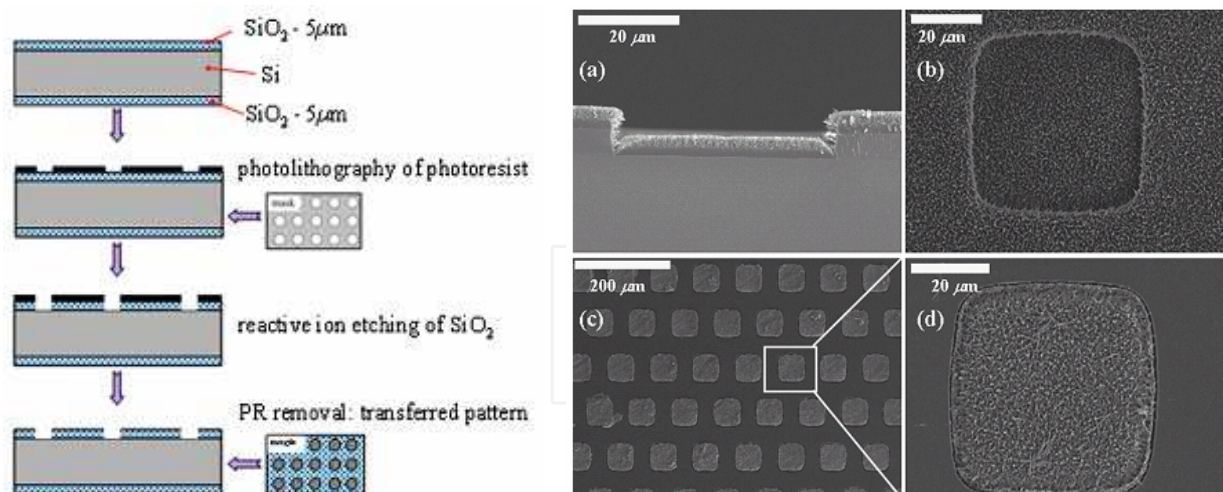 SiO₂ - 5μm
Si
SiO₂ - 5μm
photolithography of photoresist
mask
reactive ion etching of SiO₂
PR removal: transferred pattern
20 μm
(a)
20 μm
(b)
200 μm
(c)
20 μm
(d)